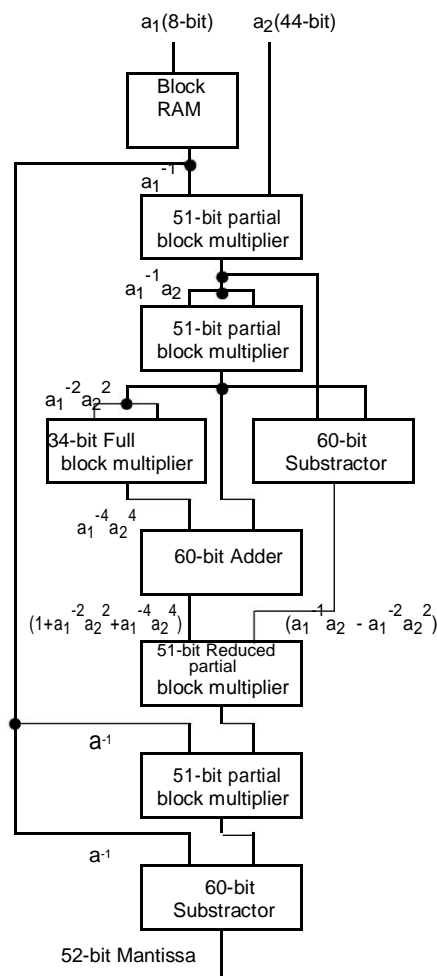 a₁(8-bit) a₂(44-bit)
Block
RAM
a₁⁻¹
51-bit partial
block multiplier
a₁⁻¹a₂
51-bit partial
block multiplier
a₁⁻²a₂²
34-bit Full
block multiplier
60-bit
Substractor
a₁⁻⁴a₂⁴
60-bit Adder
(1+a₁⁻²a₂²+a₁⁻⁴a₂⁴) (a₁⁻¹a₂ - a₁⁻²a₂²)
51-bit Reduced
partial
block multiplier
a⁻¹
51-bit partial
block multiplier
a⁻¹
60-bit
Substractor
52-bit Mantissa